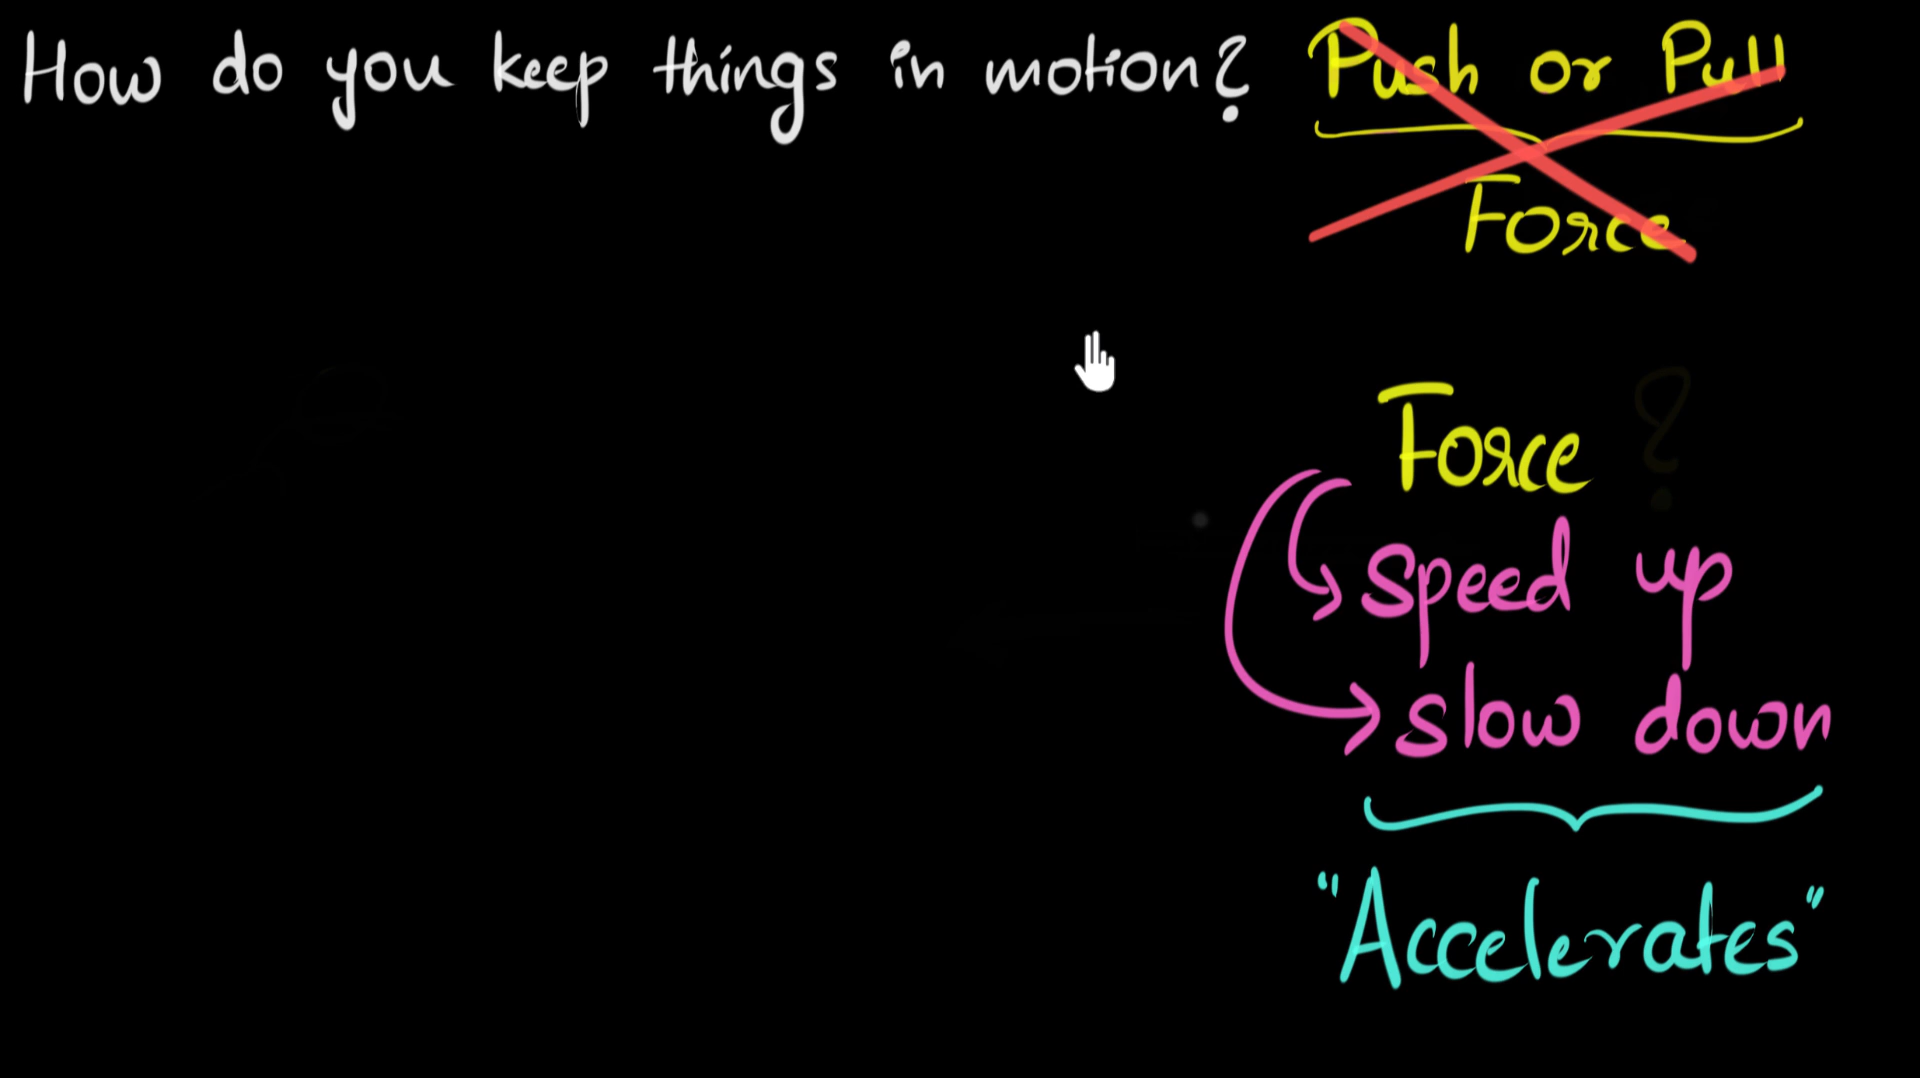 How do you keep things in motion? Push or Pull
Force
Force ?
speed up
slow down
"Accelerates"